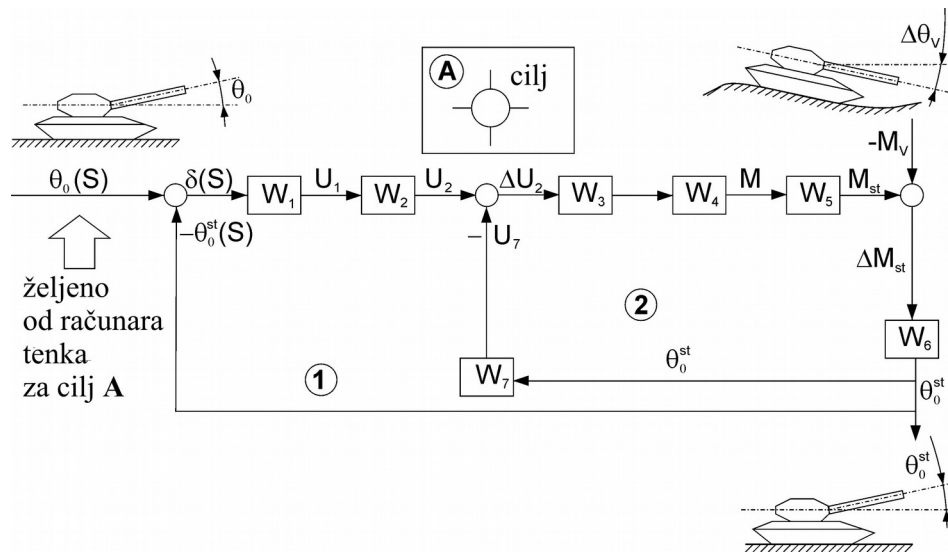 θ₀
A
cilj
Δθᵥ
-Mᵥ
θ₀(S)
δ(S)
W₁
U₁
W₂
U₂
ΔU₂
W₃
W₄
M
W₅
Mst
−θ₀ˢᵗ(S)
−
U₇
ΔMst
željeno
od računara
tenka
za cilj A
2
W₆
1
W₇
θ₀ˢᵗ
θ₀ˢᵗ
θ₀ˢᵗ